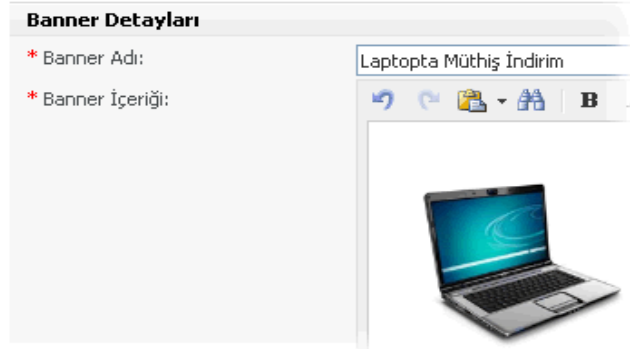 Banner Detayları
* Banner Adı:
Laptopta Müthiş İndirim
* Banner İçeriği:
B